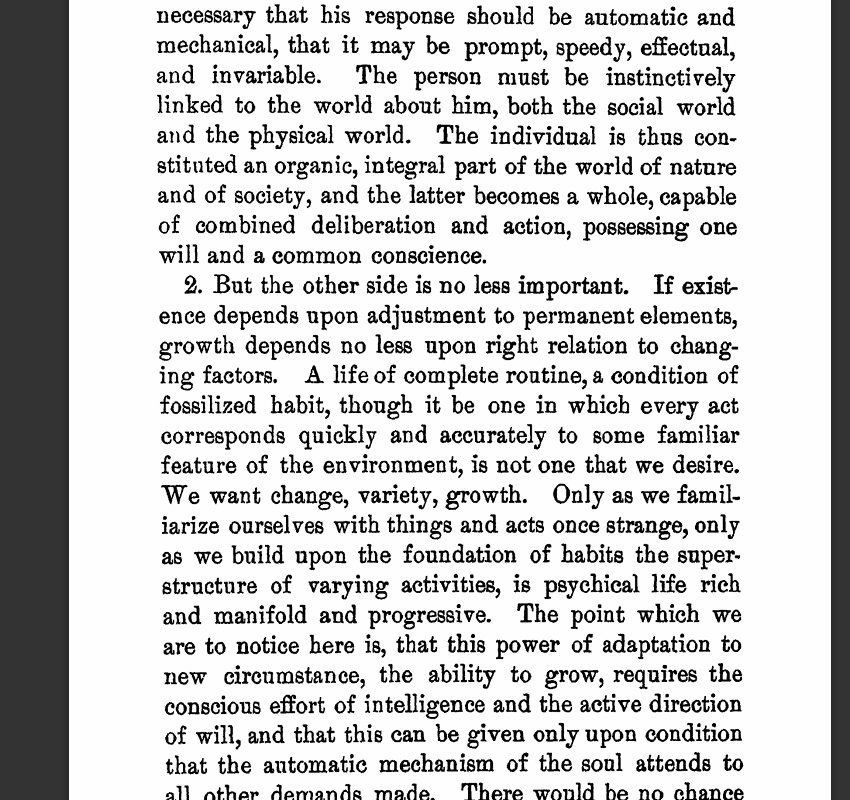 necessary that his response should be automatic and
mechanical, that it may be prompt, speedy, effectual,
and invariable. The person must be instinctively
linked to the world about him, both the social world
and the physical world. The individual is thus con-
stituted an organic, integral part of the world of nature
and of society, and the latter becomes a whole, capable
of combined deliberation and action, possessing one
will and a common conscience.
2. But the other side is no less important. If exist-
ence depends upon adjustment to permanent elements,
growth depends no less upon right relation to chang-
ing factors. A life of complete routine, a condition of
fossilized habit, though it be one in which every act
corresponds quickly and accurately to some familiar
feature of the environment, is not one that we desire.
We want change, variety, growth. Only as we famil-
iarize ourselves with things and acts once strange, only
as we build upon the foundation of habits the super-
structure of varying activities, is psychical life rich
and manifold and progressive. The point which we
are to notice here is, that this power of adaptation to
new circumstance, the ability to grow, requires the
conscious effort of intelligence and the active direction
of will, and that this can be given only upon condition
that the automatic mechanism of the soul attends to
all other demands made. There would be no chance